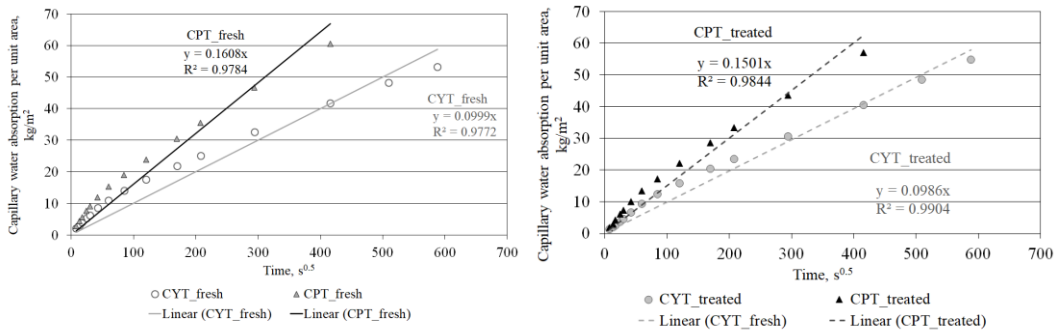 Capillary water absorption per unit area,
kg/m²
70
60
50
40
30
20
10
0
CPT_fresh
y = 0.1608x
R² = 0.9784
CYT_fresh
y = 0.0999x
R² = 0.9772
0 100 200 300 400 500 600 700
Time, s^0.5
CYT_fresh CPT_fresh
Linear (CYT_fresh) Linear (CPT_fresh)
Capillary water absorption per unit area,
kg/m²
70
60
50
40
30
20
10
0
CPT_treated
y = 0.1501x
R² = 0.9844
CYT_treated
y = 0.0986x
R² = 0.9904
0 100 200 300 400 500 600 700
Time, s^0.5
CYT_treated CPT_treated
Linear (CYT_fresh) Linear (CPT_treated)